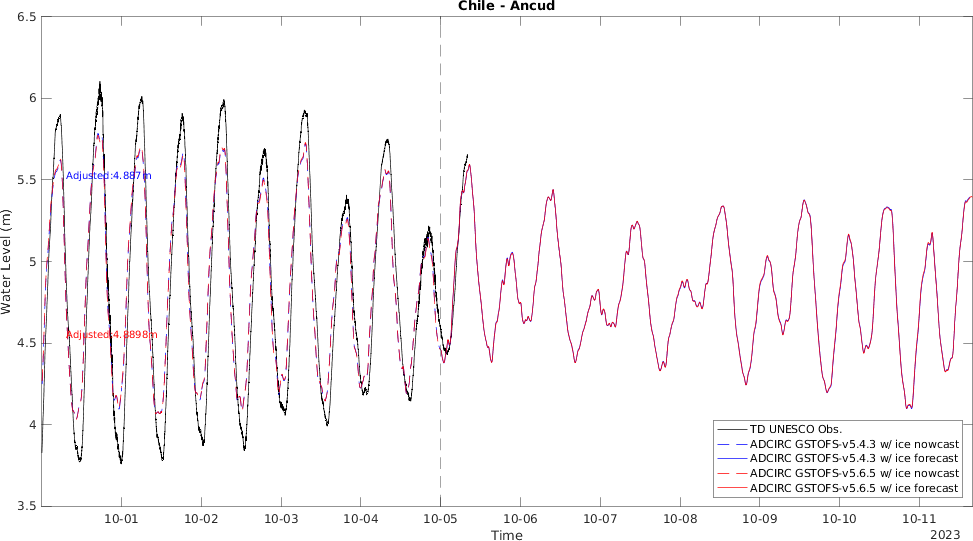 Chile - Ancud
6.5
6
5.5
5
4.5
4
3.5
Water Level (m)
Adjusted:4.887m
Adjusted:4.8898m
TD UNESCO Obs.
ADCIRC GSTOFS-v5.4.3 w/ ice nowcast
ADCIRC GSTOFS-v5.4.3 w/ ice forecast
ADCIRC GSTOFS-v5.6.5 w/ ice nowcast
ADCIRC GSTOFS-v5.6.5 w/ ice forecast
10-01 10-02 10-03 10-04 10-05 10-06 10-07 10-08 10-09 10-10 10-11
Time
2023